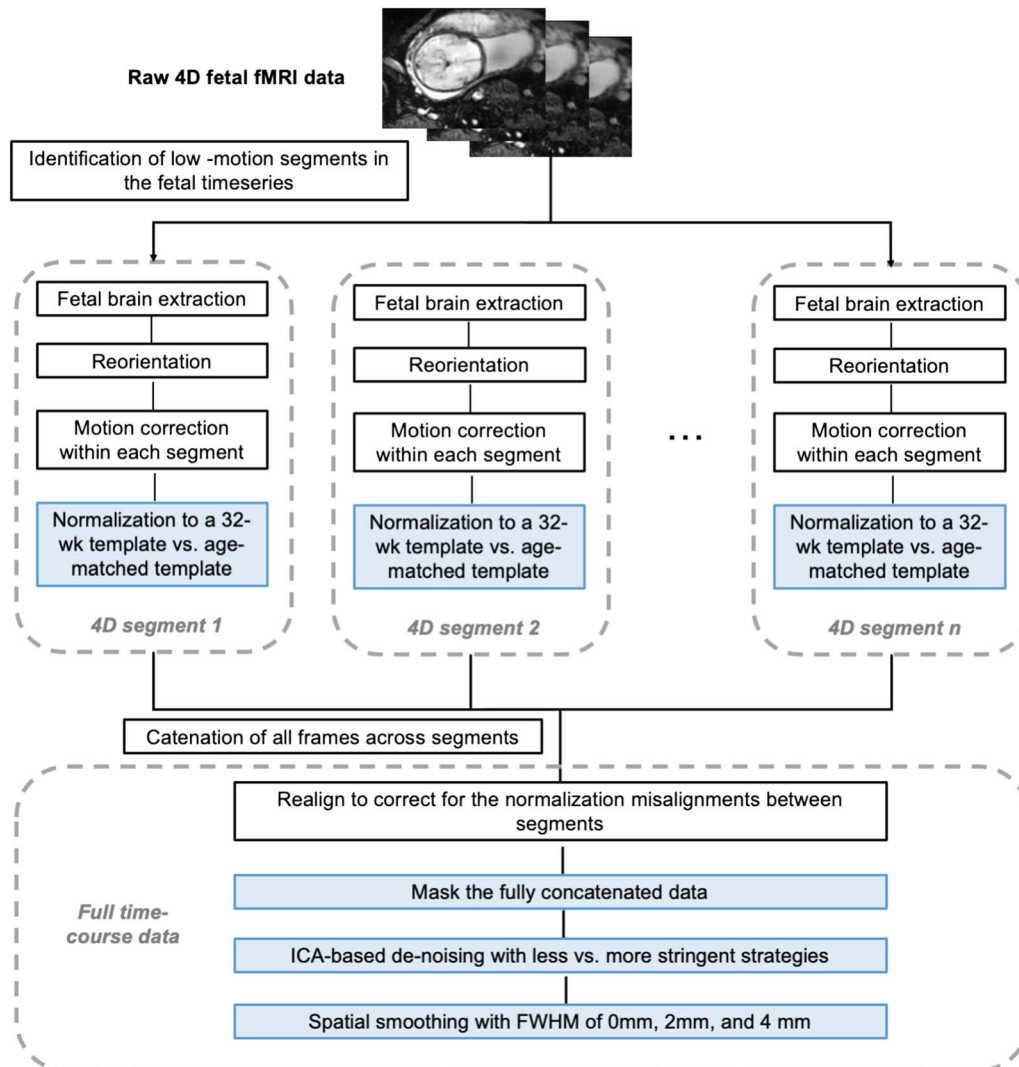 Raw 4D fetal fMRI data
Identification of low -motion segments in
the fetal timeseries
Fetal brain extraction
Reorientation
Motion correction
within each segment
Normalization to a 32-
wk template vs. age-
matched template
4D segment 1
Fetal brain extraction
Reorientation
Motion correction
within each segment
Normalization to a 32-
wk template vs. age-
matched template
4D segment 2
...
Fetal brain extraction
Reorientation
Motion correction
within each segment
Normalization to a 32-
wk template vs. age-
matched template
4D segment n
Catenation of all frames across segments
Realign to correct for the normalization misalignments between
segments
Mask the fully concatenated data
Full time-
course data
ICA-based de-noising with less vs. more stringent strategies
Spatial smoothing with FWHM of 0mm, 2mm, and 4 mm